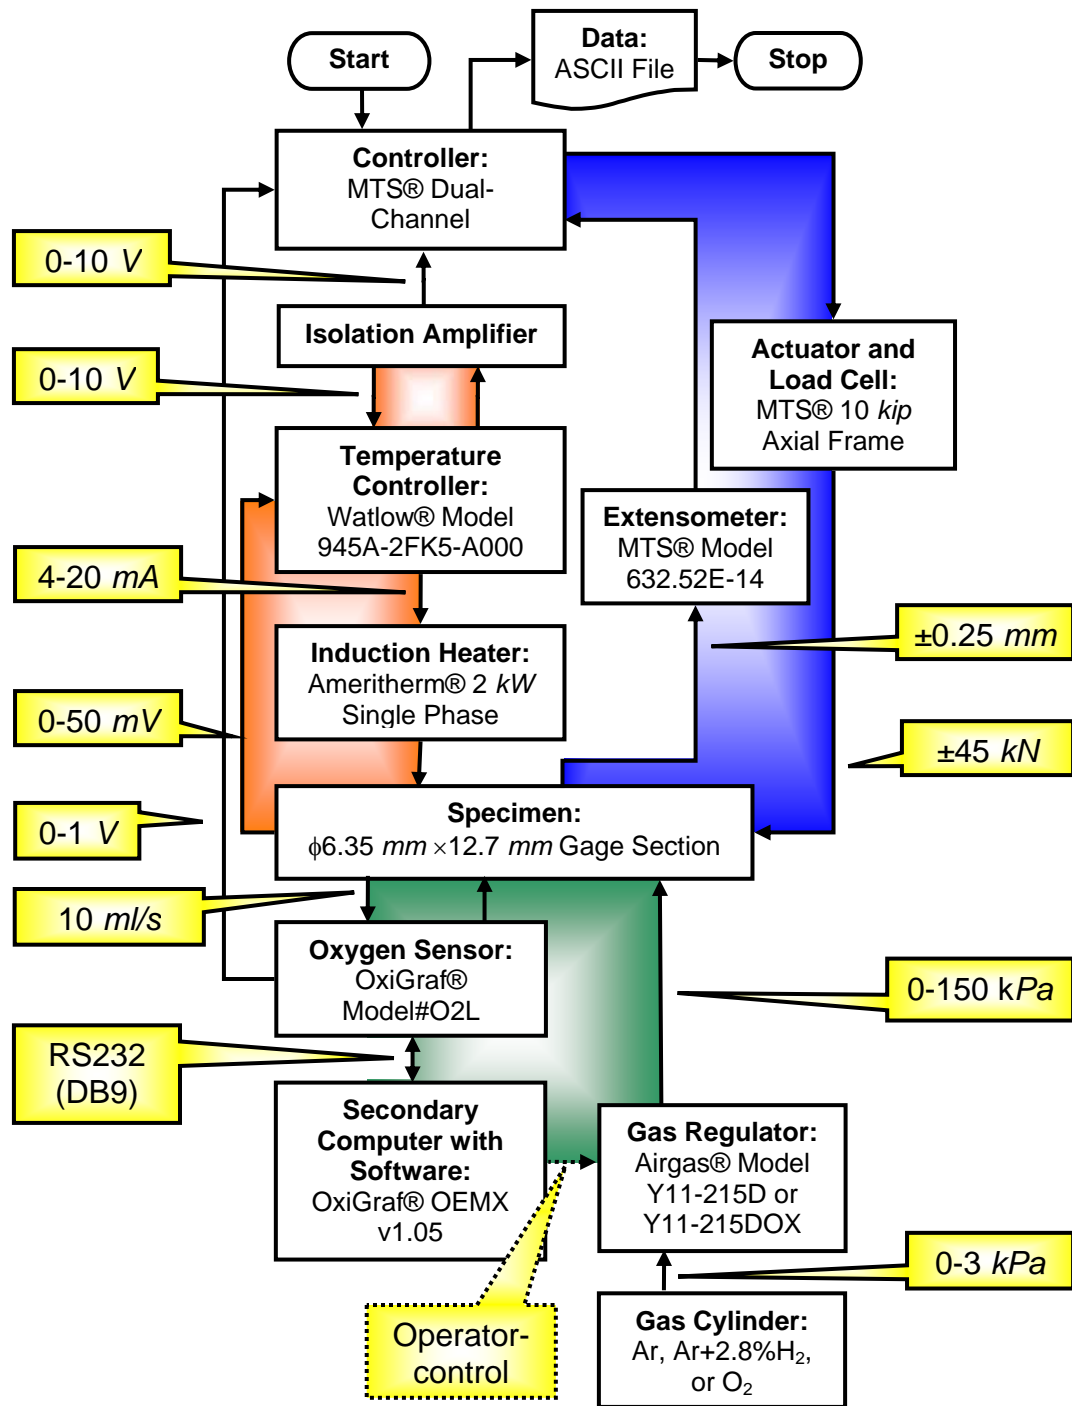 Start
Data:
ASCII File
Stop
Controller:
MTS® Dual-
Channel
0-10 V
Isolation Amplifier
0-10 V
Actuator and
Load Cell:
MTS® 10 kip
Axial Frame
Temperature
Controller:
Watlow® Model
945A-2FK5-A000
Extensometer:
MTS® Model
632.52E-14
4-20 mA
±0.25 mm
Induction Heater:
Ameritherm® 2 kW
Single Phase
0-50 mV
±45 kN
0-1 V
Specimen:
ϕ6.35 mm ×12.7 mm Gage Section
10 ml/s
Oxygen Sensor:
OxiGraf®
Model#O2L
0-150 kPa
RS232
(DB9)
Secondary
Computer with
Software:
OxiGraf® OEMX
v1.05
Gas Regulator:
Airgas® Model
Y11-215D or
Y11-215DOX
0-3 kPa
Operator-
control
Gas Cylinder:
Ar, Ar+2.8%H₂,
or O₂